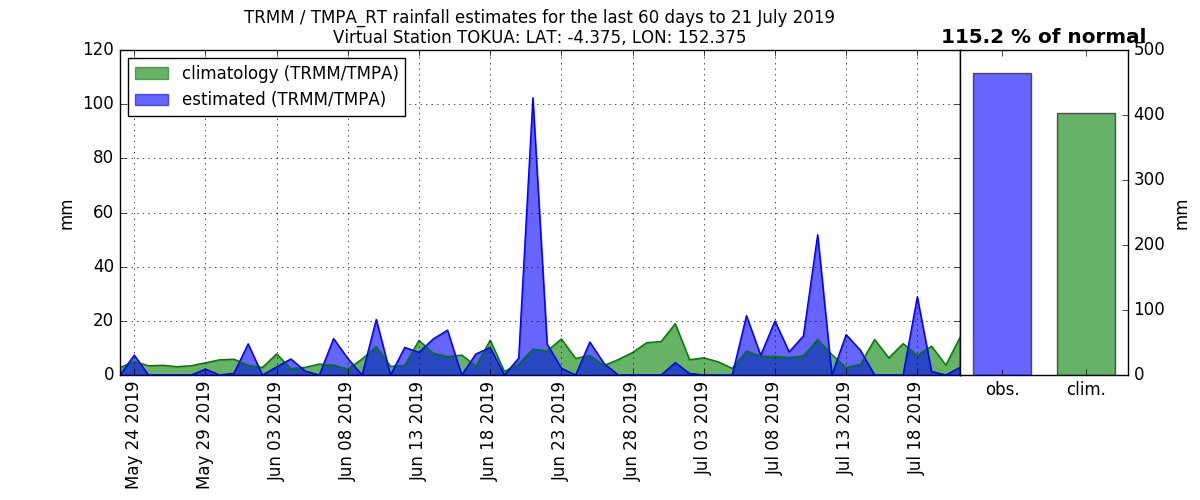 TRMM / TMPA_RT rainfall estimates for the last 60 days to 21 July 2019
Virtual Station TOKUA: LAT: -4.375, LON: 152.375
115.2 % of normal
climatology (TRMM/TMPA)
estimated (TRMM/TMPA)
120
100
80
60
40
20
0
mm
May 24 2019
May 29 2019
Jun 03 2019
Jun 08 2019
Jun 13 2019
Jun 18 2019
Jun 23 2019
Jun 28 2019
Jul 03 2019
Jul 08 2019
Jul 13 2019
Jul 18 2019
obs.
clim.
500
400
300
200
100
0
mm